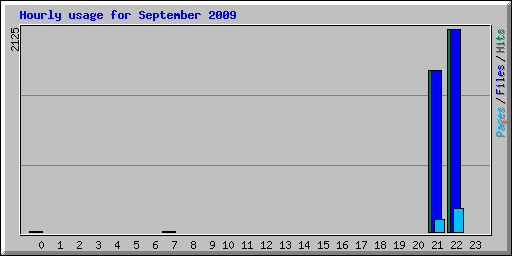 Hourly usage for September 2009
2125
Pages/Files/Hits
0 1 2 3 4 5 6 7 8 9 10 11 12 13 14 15 16 17 18 19 20 21 22 23